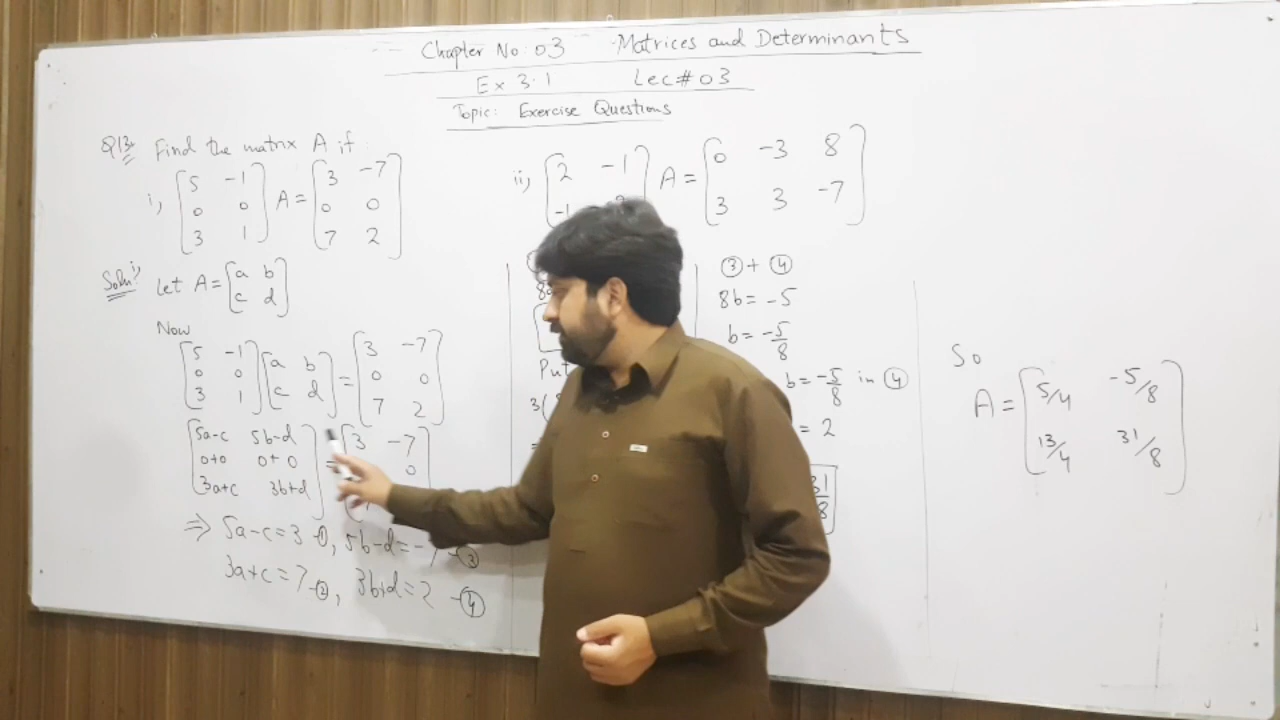 Chapter No: 03 Matrices and Determinants
Ex 3.1 Lec# 03
Topic: Exercise Questions
Q13: Find the matrix A if
i, [5 -1
0 0
3 1] A = [3 -7
0 0
7 2]
ii, [2 -1
-1] A = [0 -3 8
3 3 -7]
Soln: i)
Let A = [a b
c d]
Now
[5 -1
0 0
3 1] [a b
c d] = [3 -7
0 0
7 2]
[5a-c 5b-d
0+0 0+0
3a+c 3b+d] = [3 -7
0
⇒ 5a-c=3 -①, 5b-d=-7 -③
3a+c=7 -②, 3b+d=2 -④
Put
3(
=
③ + ④
8b = -5
b = -5/8
b = -5/8 in ④
= 2
31/8
So
A = [5/4 -5/8
13/4 31/8]